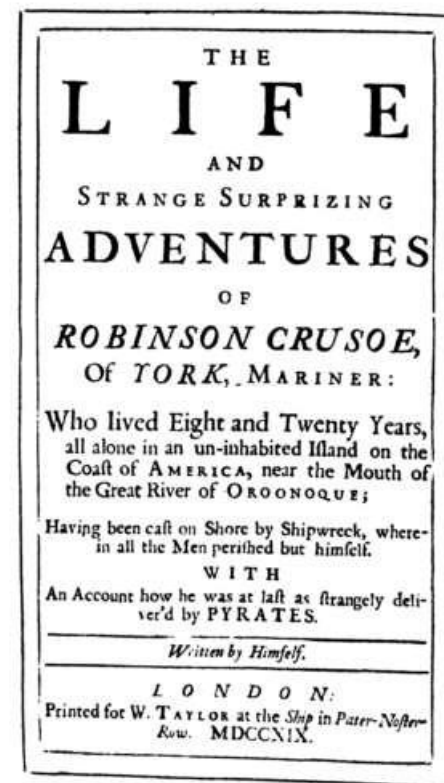 THE
LIFE
AND
STRANGE SURPRIZING
ADVENTURES
OF
ROBINSON CRUSOE,
Of YORK, MARINER:
Who lived Eight and Twenty Years,
all alone in an un-inhabited Iſland on the
Coaſt of AMERICA, near the Mouth of
the Great River of OROONOQUE;
Having been caſt on Shore by Shipwreck, where-
in all the Men periſhed but himſelf.
WITH
An Account how he was at laſt as ſtrangely deli-
ver'd by PYRATES.
Written by Himſelf.
LONDON:
Printed for W. TAYLOR at the Ship in Pater-Noſter-
Row. MDCCXIX.